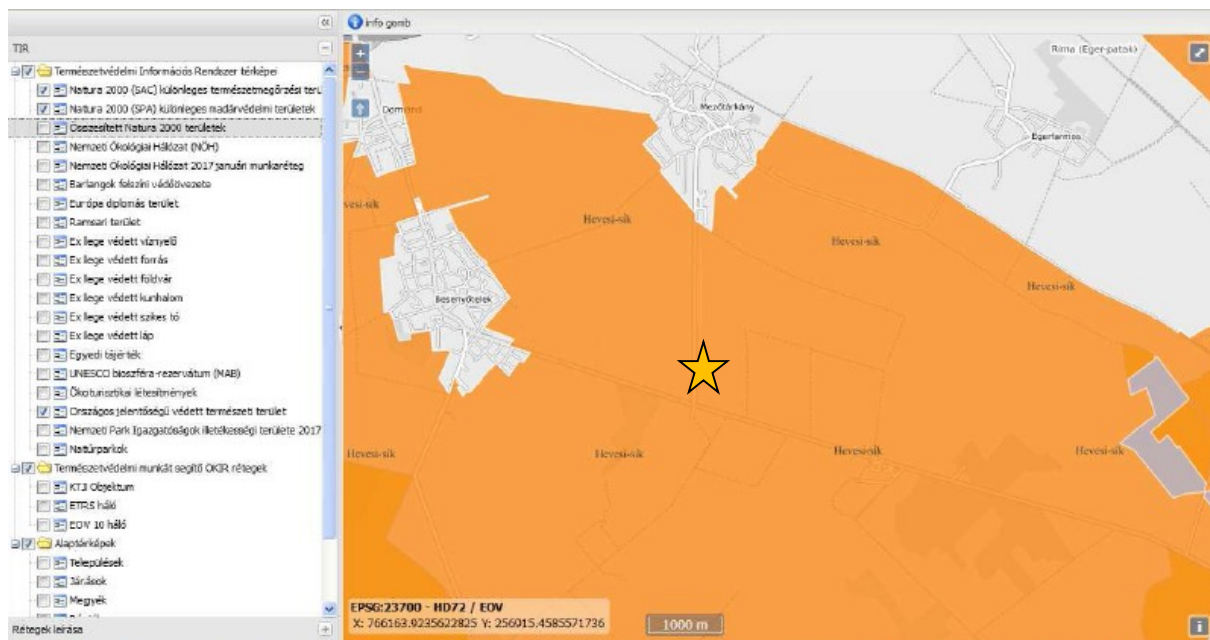 info gomb
TIR
Természetvédelmi Információs Rendszer térképei
Natura 2000 (SAC) különleges természetmegőrzési terü
Natura 2000 (SPA) különleges madárvédelmi területek
Összesített Natura 2000 területek
Nemzeti Ökológiai Hálózat (NÖH)
Nemzeti Ökológiai Hálózat 2017 januári munkaréteg
Barlangok felszíni védőövezete
Európa diplomás terület
Ramsari terület
Ex lege védett víznyelő
Ex lege védett forrás
Ex lege védett földvár
Ex lege védett kunhalom
Ex lege védett szikes tó
Ex lege védett láp
Egyedi tájérték
UNESCO bioszféra-rezervátum (MAB)
Ökoturisztikai létesítmények
Országos jelentőségű védett természeti terület
Nemzeti Park Igazgatóságok illetékességi területe 2017
Natúrparkok
Természetvédelmi munkát segítő OKIR rétegek
KTJ Objektum
ETRS háló
EOV 10 háló
Alaptérképek
Települések
Járások
Megyék
Rétegek leírása
Rima (Eger-patak)
Dormánd
Mezőtárkány
Egerfarmos
vesi-sík
Hevesi-sík
Hevesi-sík
Hevesi-sík
Besenyőtelek
Hevesi-sík
Hevesi-sík
Hevesi-sík
Hevesi-sík
EPSG:23700 - HD72 / EOV
X: 766163.9235622825 Y: 256915.4585571736
1000 m